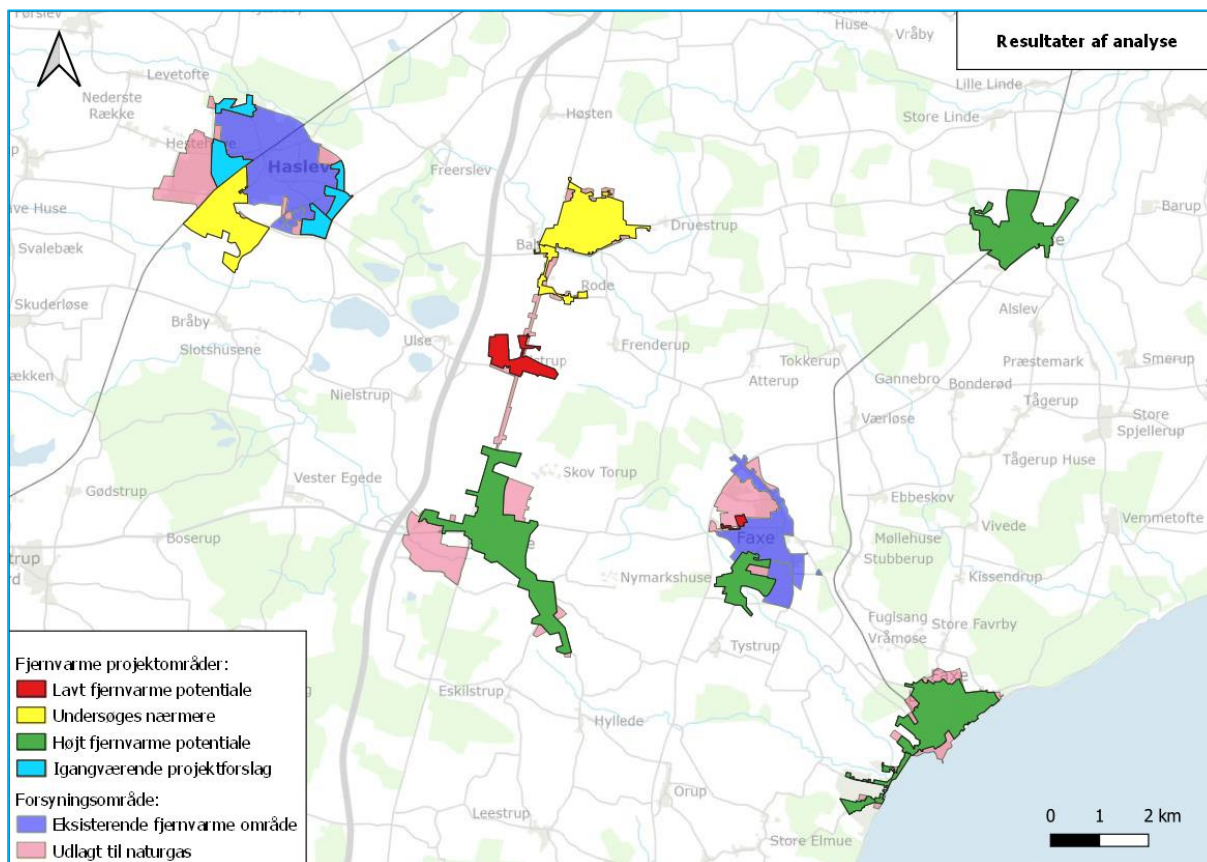 Tørslev
Huse
Vråby
Resultater af analyse
Levetofte
Nederste
Række
Høsten
Lille Linde
Store Linde
Hestehave
Haslev
Freerslev
Druestrup
Barup
Svalebæk
Rode
Skuderløse
Alslev
Bråby
Slotshusene
Ulse
Frenderup
Tokkerup
Atterup
Præstemark
Smerup
Gannebro
Bonderød
Nielstrup
Tågerup
Værløse
Store
Spjellerup
Skov Torup
Tågerup Huse
Vester Egede
Gødstrup
Ebbeskov
Vemmetofte
Boserup
Faxe
Møllehuse
Stubberup
Vivede
Kissendrup
Nymarkshuse
Fuglsang
Vråmose
Store Favrby
Tystrup
Eskilstrup
Hyllede
Orup
Leestrup
Store Elmue
Fjernvarme projektområder:
Lavt fjernvarme potentiale
Undersøges nærmere
Højt fjernvarme potentiale
Igangværende projektforslag
Forsyningsområde:
Eksisterende fjernvarme område
Udlagt til naturgas
0 1 2 km